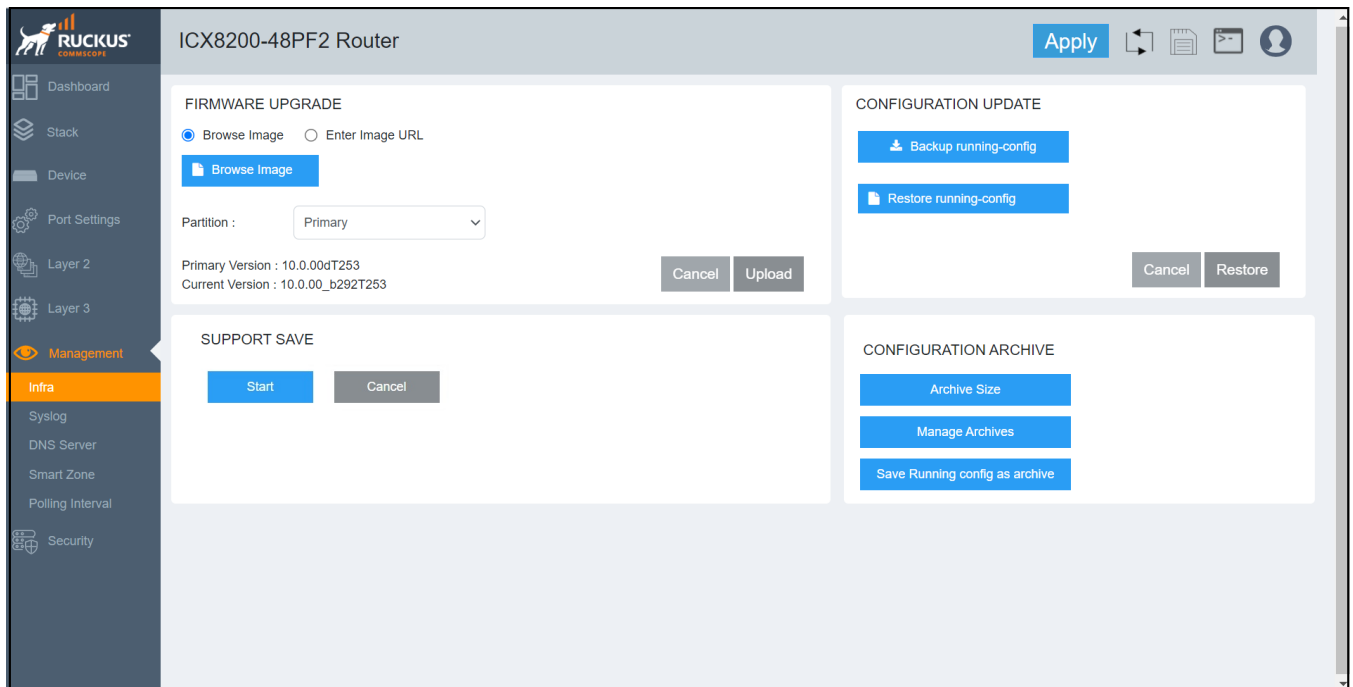 RUCKUS
COMMSCOPE
ICX8200-48PF2 Router
Apply
Dashboard
Stack
Device
Port Settings
Layer 2
Layer 3
Management
Infra
Syslog
DNS Server
Smart Zone
Polling Interval
Security
FIRMWARE UPGRADE
Browse Image
Enter Image URL
Browse Image
Partition :
Primary
Primary Version : 10.0.00dT253
Current Version : 10.0.00_b292T253
Cancel
Upload
CONFIGURATION UPDATE
Backup running-config
Restore running-config
Cancel
Restore
SUPPORT SAVE
Start
Cancel
CONFIGURATION ARCHIVE
Archive Size
Manage Archives
Save Running config as archive